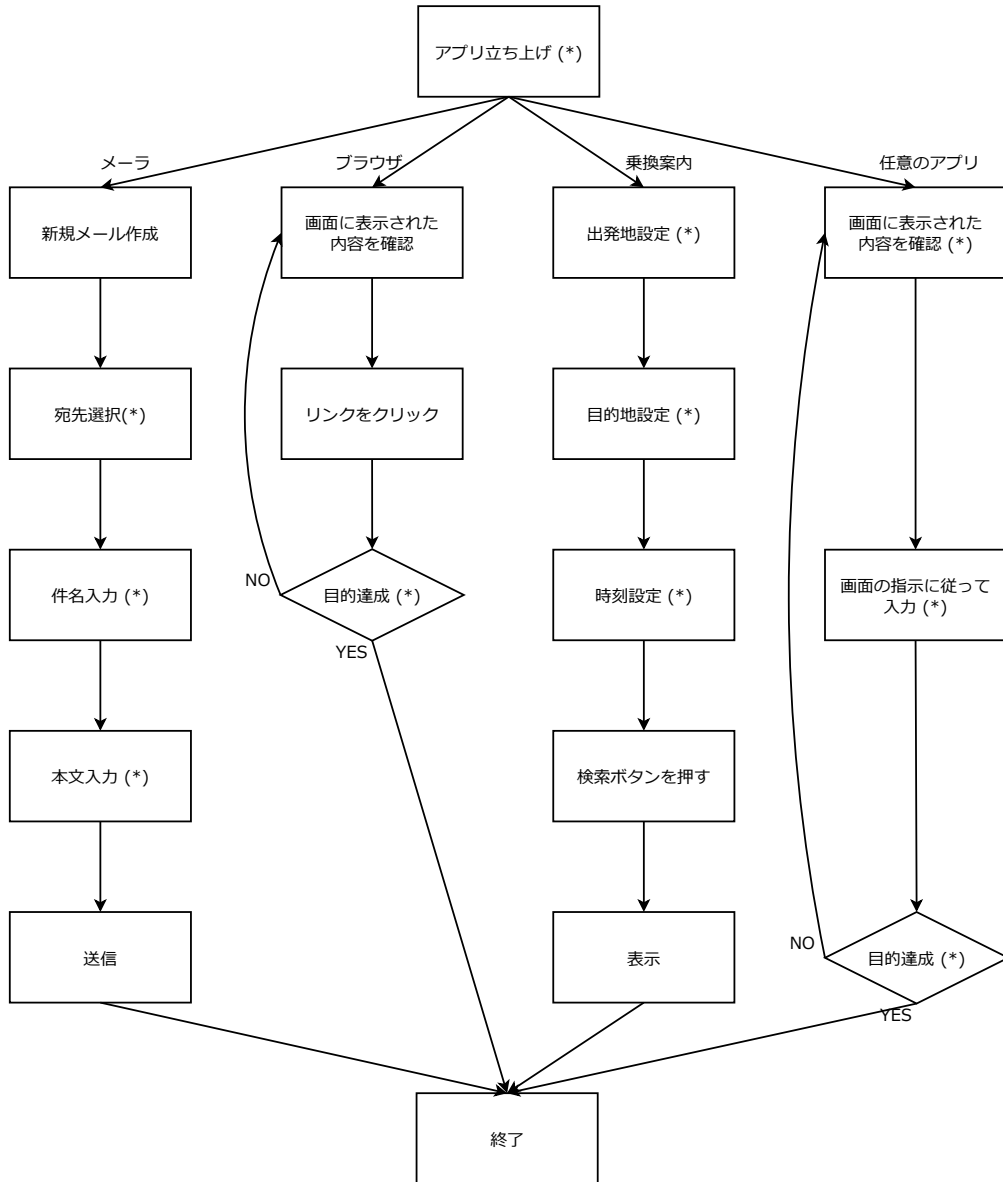 アプリ立ち上げ (*)
メーラ
ブラウザ
乗換案内
任意のアプリ
新規メール作成
画面に表示された
内容を確認
出発地設定 (*)
画面に表示された
内容を確認 (*)
宛先選択(*)
リンクをクリック
目的地設定 (*)
件名入力 (*)
NO
目的達成 (*)
YES
時刻設定 (*)
画面の指示に従って
入力 (*)
本文入力 (*)
検索ボタンを押す
送信
表示
NO
目的達成 (*)
YES
終了